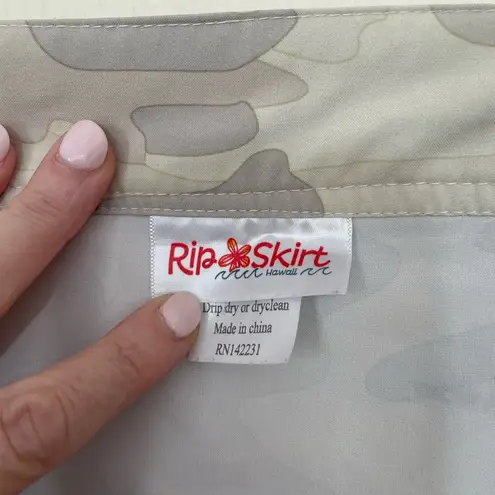 Rip Skirt
Hawaii
Drip dry or dryclean
Made in china
RN142231